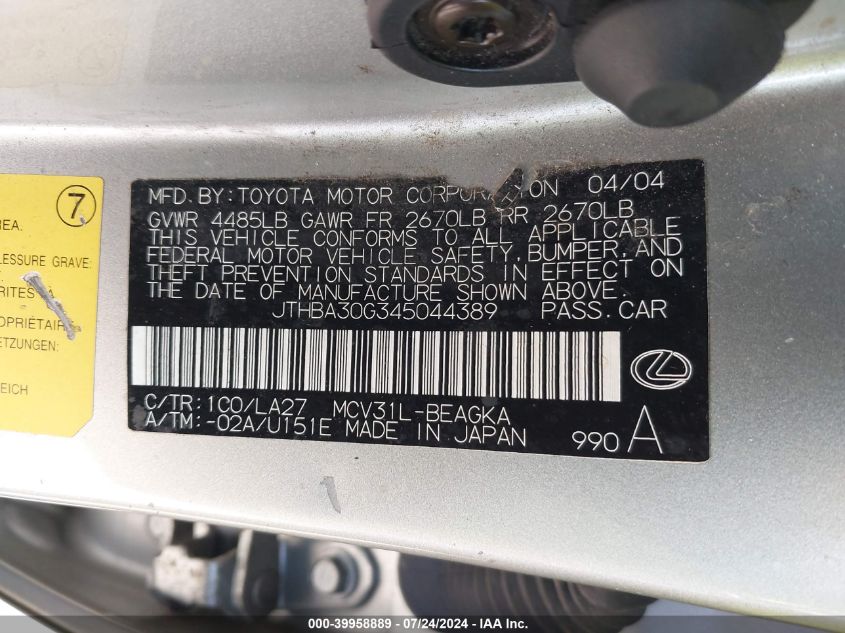 7
REA.
LESSURE GRAVE:
RITES A
OPRIÉTAIR
ETZUNGEN:
EICH
MFD. BY: TOYOTA MOTOR CORPORATION 04/04
GVWR 4485LB GAWR FR 2670LB RR 2670LB
THIS VEHICLE CONFORMS TO ALL APPLICABLE
FEDERAL MOTOR VEHICLE SAFETY, BUMPER, AND
THEFT PREVENTION STANDARDS IN EFFECT ON
THE DATE OF MANUFACTURE SHOWN ABOVE.
JTHBA30G345044389 PASS.CAR
C/TR: 1C0/LA27 MCV31L-BEAGKA
A/TM: -02A/U151E MADE IN JAPAN 990 A
000-39958889 / 07/24/2024 - IAA Inc.